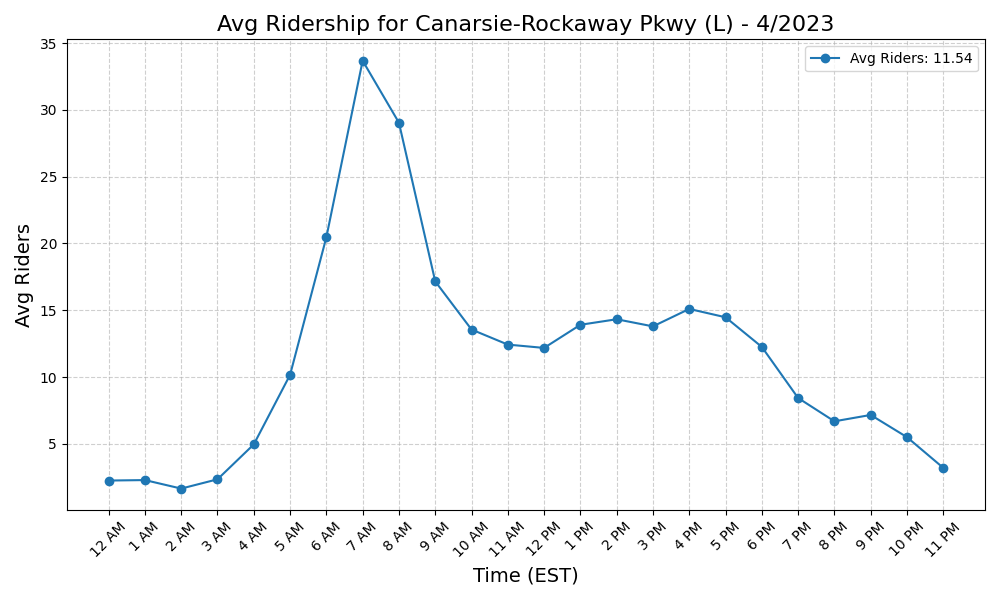 Avg Ridership for Canarsie-Rockaway Pkwy (L) - 4/2023
Avg Riders: 11.54
35
30
25
20
15
10
5
Avg Riders
12 AM
1 AM
2 AM
3 AM
4 AM
5 AM
6 AM
7 AM
8 AM
9 AM
10 AM
11 AM
12 PM
1 PM
2 PM
3 PM
4 PM
5 PM
6 PM
7 PM
8 PM
9 PM
10 PM
11 PM
Time (EST)